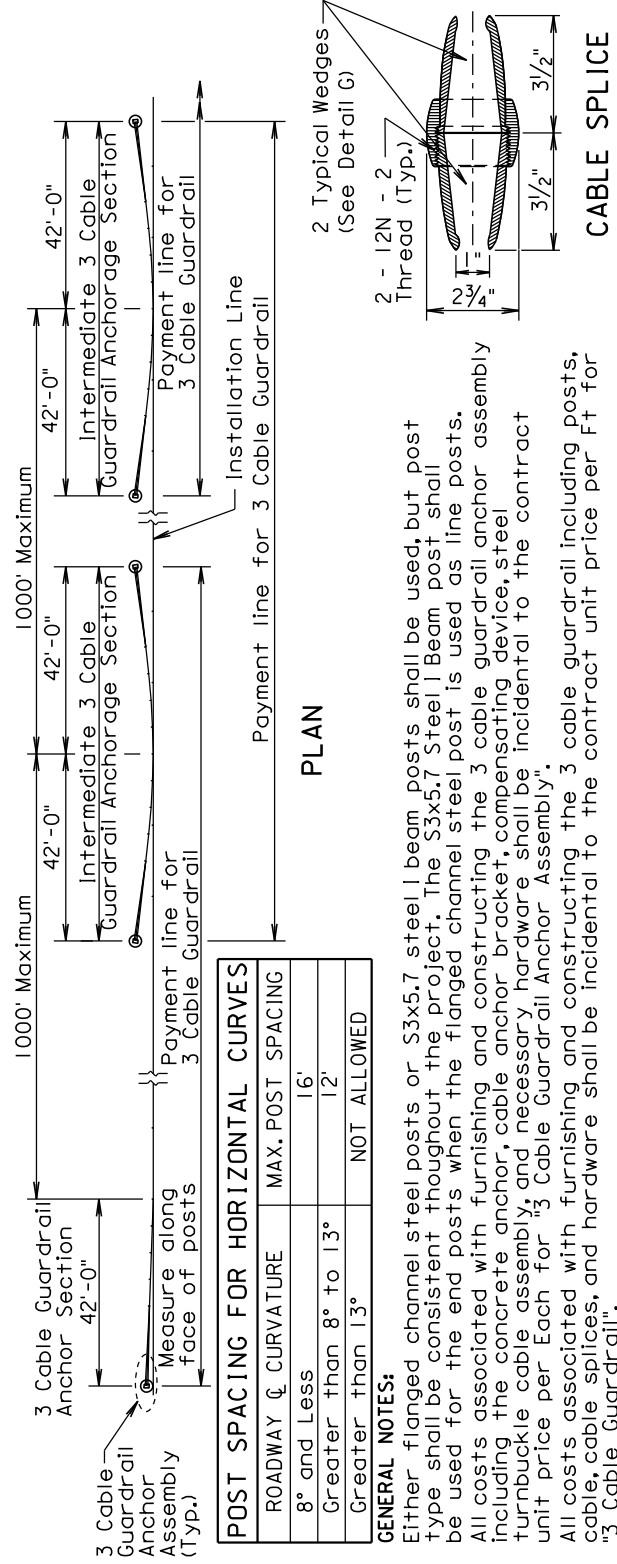 1000' Maximum
1000' Maximum
3 Cable Guardrail
Anchor Section
42'-0"
42'-0"
42'-0"
42'-0"
42'-0"
Intermediate 3 Cable
Guardrail Anchorage Section
Intermediate 3 Cable
Guardrail Anchorage Section
3 Cable
Guardrail
Anchor
Assembly
(Typ.)
Measure along
face of posts
Payment line for
3 Cable Guardrail
Payment line for
3 Cable Guardrail
Installation Line
Payment line for 3 Cable Guardrail
PLAN
POST SPACING FOR HORIZONTAL CURVES
ROADWAY ℄ CURVATURE MAX. POST SPACING
8° and Less 16'
Greater than 8° to 13° 12'
Greater than 13° NOT ALLOWED
2 Typical Wedges
(See Detail G)
2 - 12N - 2
Thread (Typ.)
1"
2¾"
3½"
3½"
CABLE SPLICE
GENERAL NOTES:
Either flanged channel steel posts or S3x5.7 steel I beam posts shall be used, but post
type shall be consistent thoughout the project. The S3x5.7 Steel I Beam post shall
be used for the end posts when the flanged channel steel post is used as line posts.
All costs associated with furnishing and constructing the 3 cable guardrail anchor assembly
including the concrete anchor, cable anchor bracket, compensating device, steel
turnbuckle cable assembly, and necessary hardware shall be incidental to the contract
unit price per Each for "3 Cable Guardrail Anchor Assembly".
All costs associated with furnishing and constructing the 3 cable guardrail including posts,
cable, cable splices, and hardware shall be incidental to the contract unit price per Ft for
"3 Cable Guardrail".